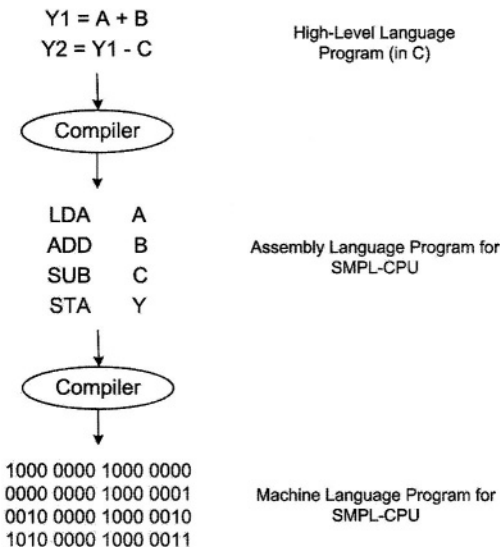 Y1 = A + B
Y2 = Y1 - C
High-Level Language
Program (in C)
Compiler
LDA A
ADD B
SUB C
STA Y
Assembly Language Program for
SMPL-CPU
Compiler
1000 0000 1000 0000
0000 0000 1000 0001
0010 0000 1000 0010
1010 0000 1000 0011
Machine Language Program for
SMPL-CPU